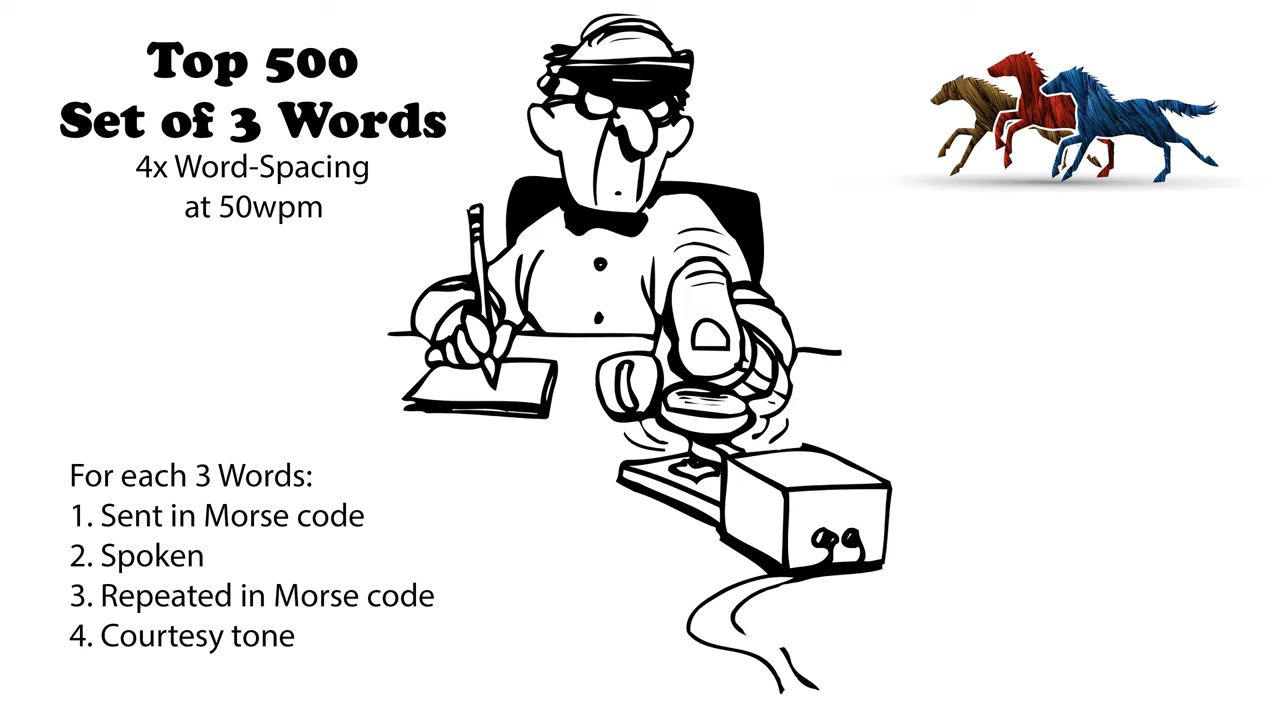 Top 500
Set of 3 Words
4x Word-Spacing
at 50wpm
For each 3 Words:
1. Sent in Morse code
2. Spoken
3. Repeated in Morse code
4. Courtesy tone